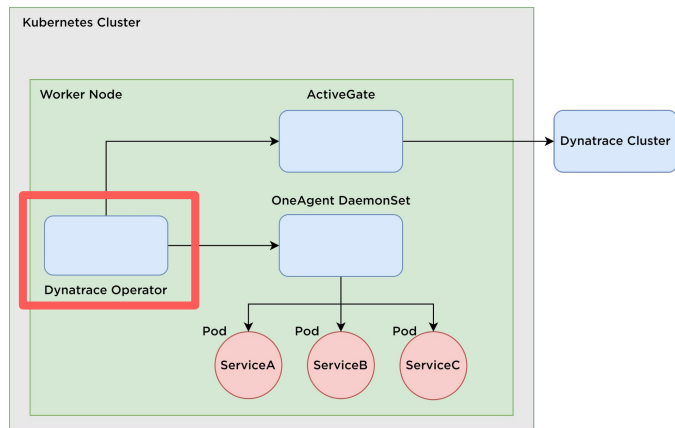 Kubernetes Cluster
Worker Node
ActiveGate
Dynatrace Cluster
OneAgent DaemonSet
Dynatrace Operator
Pod
Pod
Pod
ServiceA
ServiceB
ServiceC